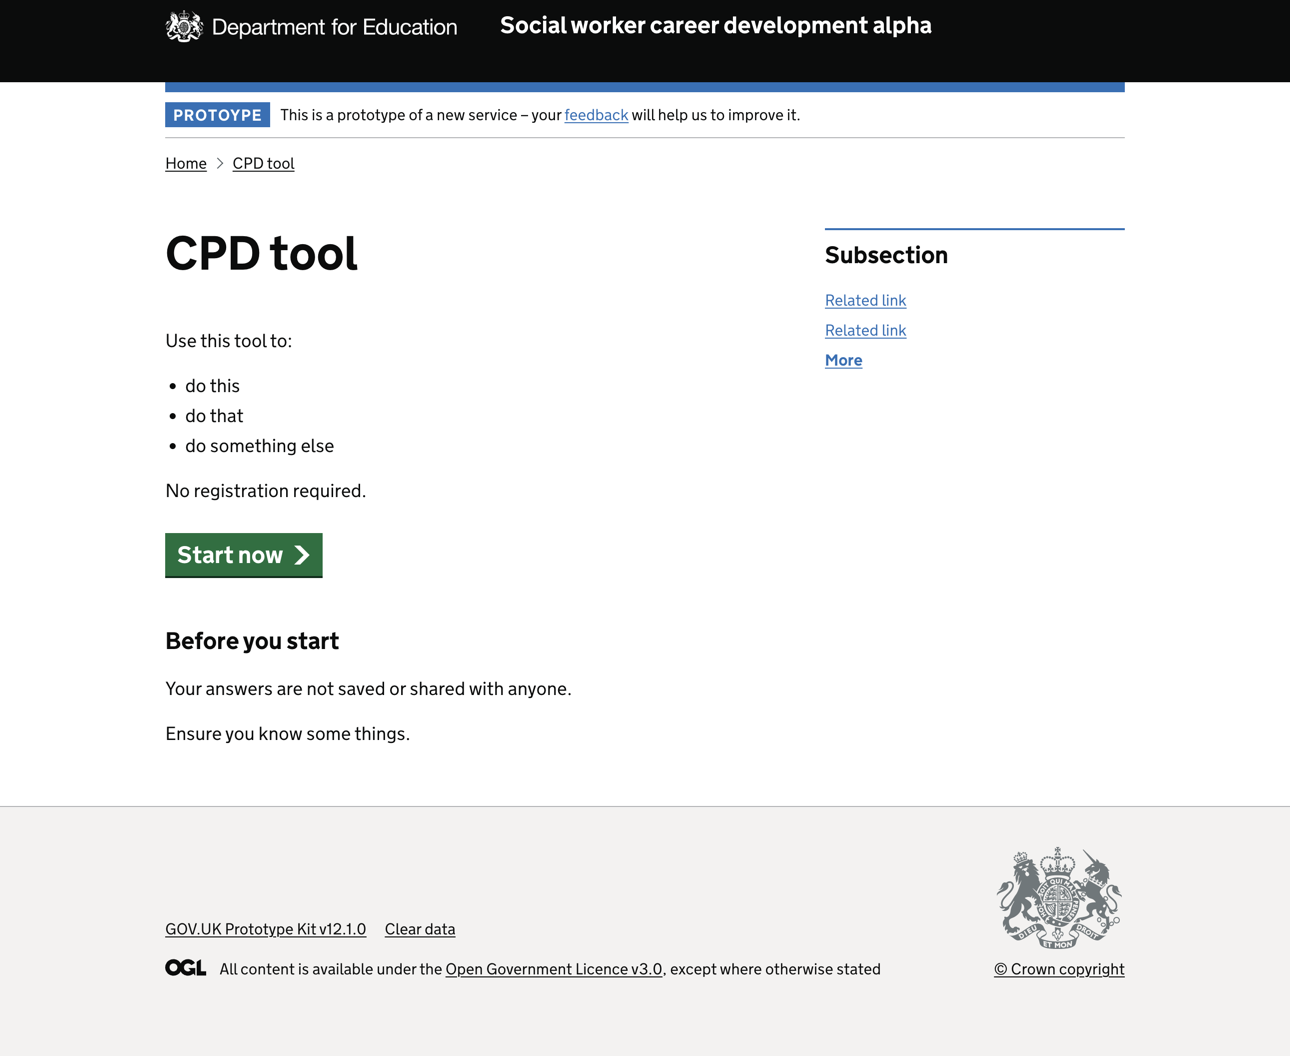 Department for Education
Social worker career development alpha
PROTOYPE
This is a prototype of a new service – your feedback will help us to improve it.
Home > CPD tool
CPD tool
Use this tool to:
• do this
• do that
• do something else
No registration required.
Start now
Before you start
Your answers are not saved or shared with anyone.
Ensure you know some things.
Subsection
Related link
Related link
More
GOV.UK Prototype Kit v12.1.0 Clear data
OGL All content is available under the Open Government Licence v3.0, except where otherwise stated
DIEU ET MON DROIT
© Crown copyright